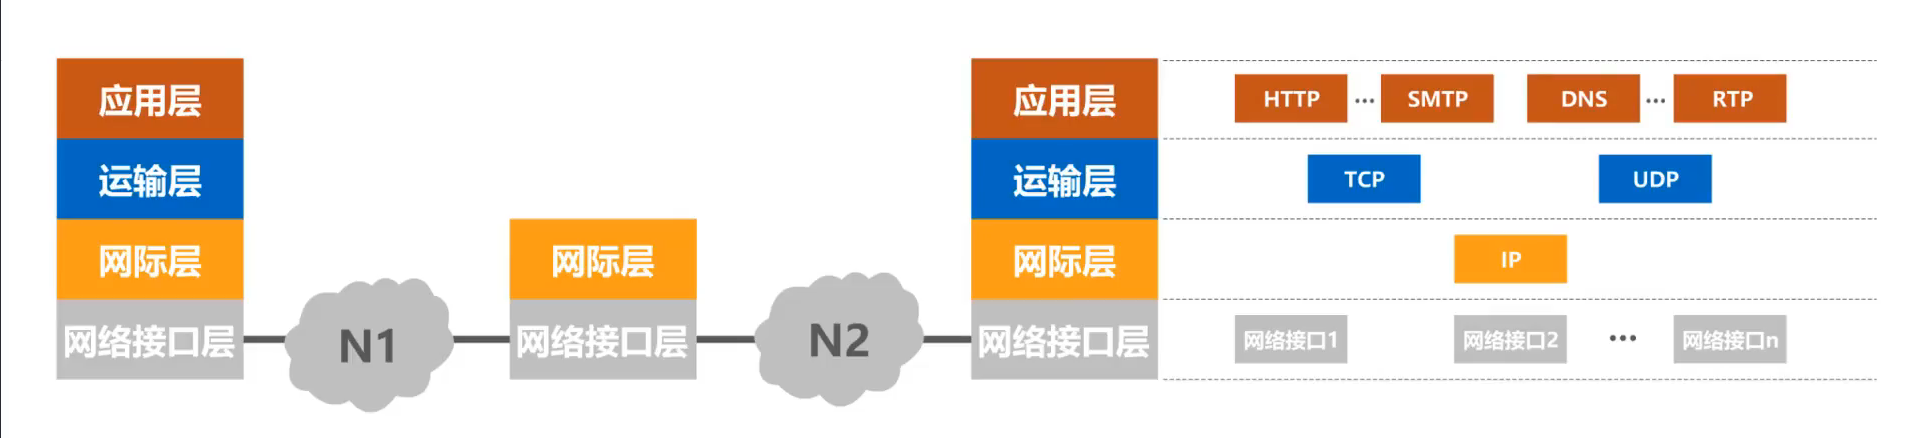 应用层 应用层 HTTP ... SMTP DNS ... RTP
运输层 运输层 TCP UDP
网际层 网际层 网际层 IP
网络接口层 N1 网络接口层 N2 网络接口层 网络接口1 网络接口2 ... 网络接口n